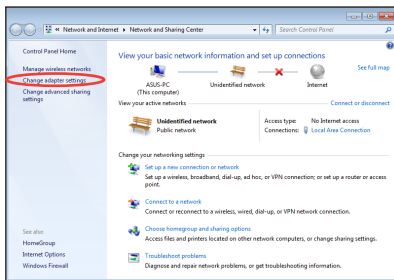 « Network and Internet ▸ Network and Sharing Center
Search Control Panel
Control Panel Home
Manage wireless networks
Change adapter settings
Change advanced sharing
settings
View your basic network information and set up connections
See full map
ASUS-PC
(This computer)
Unidentified network
Internet
View your active networks
Connect or disconnect
Unidentified network
Public network
Access type: No Internet access
Connections: Local Area Connection
Change your networking settings
Set up a new connection or network
Set up a wireless, broadband, dial-up, ad hoc, or VPN connection; or set up a router or access
point.
Connect to a network
Connect or reconnect to a wireless, wired, dial-up, or VPN network connection.
Choose homegroup and sharing options
Access files and printers located on other network computers, or change sharing settings.
Troubleshoot problems
Diagnose and repair network problems, or get troubleshooting information.
See also
HomeGroup
Internet Options
Windows Firewall